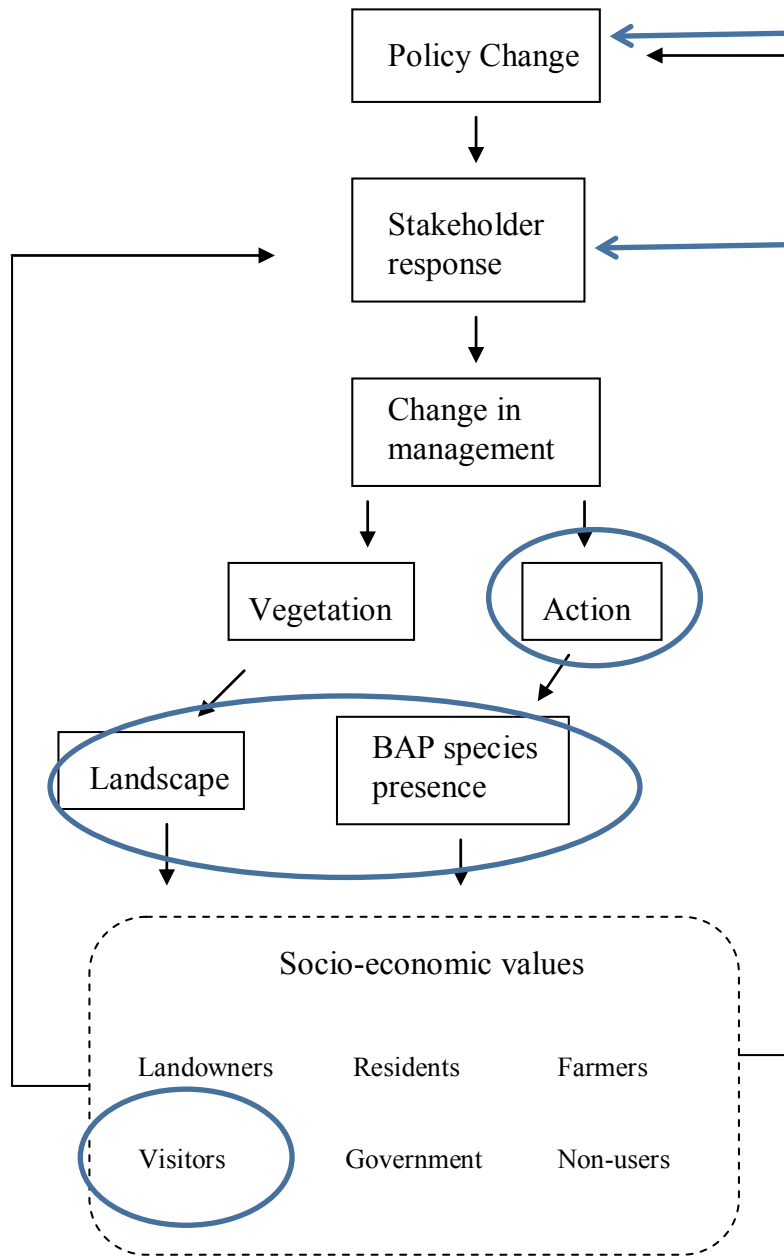 Policy Change
Stakeholder
response
Change in
management
Vegetation
Action
Landscape
BAP species
presence
Socio-economic values
Landowners Residents Farmers
Visitors Government Non-users